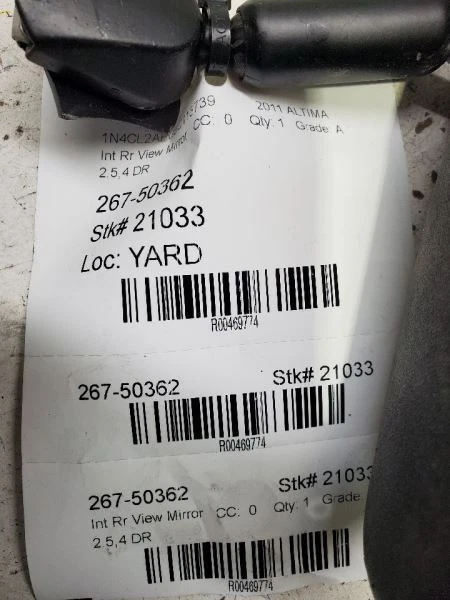 2011 ALTIMA
Int Rr View Mirror CC: 0 Qty: 1 Grade: A
2.5,4 DR
267-50362
Stk# 21033
Loc: YARD
R00469774
267-50362 Stk# 21033
R00469774
267-50362 Stk# 21033
Int Rr View Mirror CC: 0 Qty: 1 Grade
2.5,4 DR
R00469774